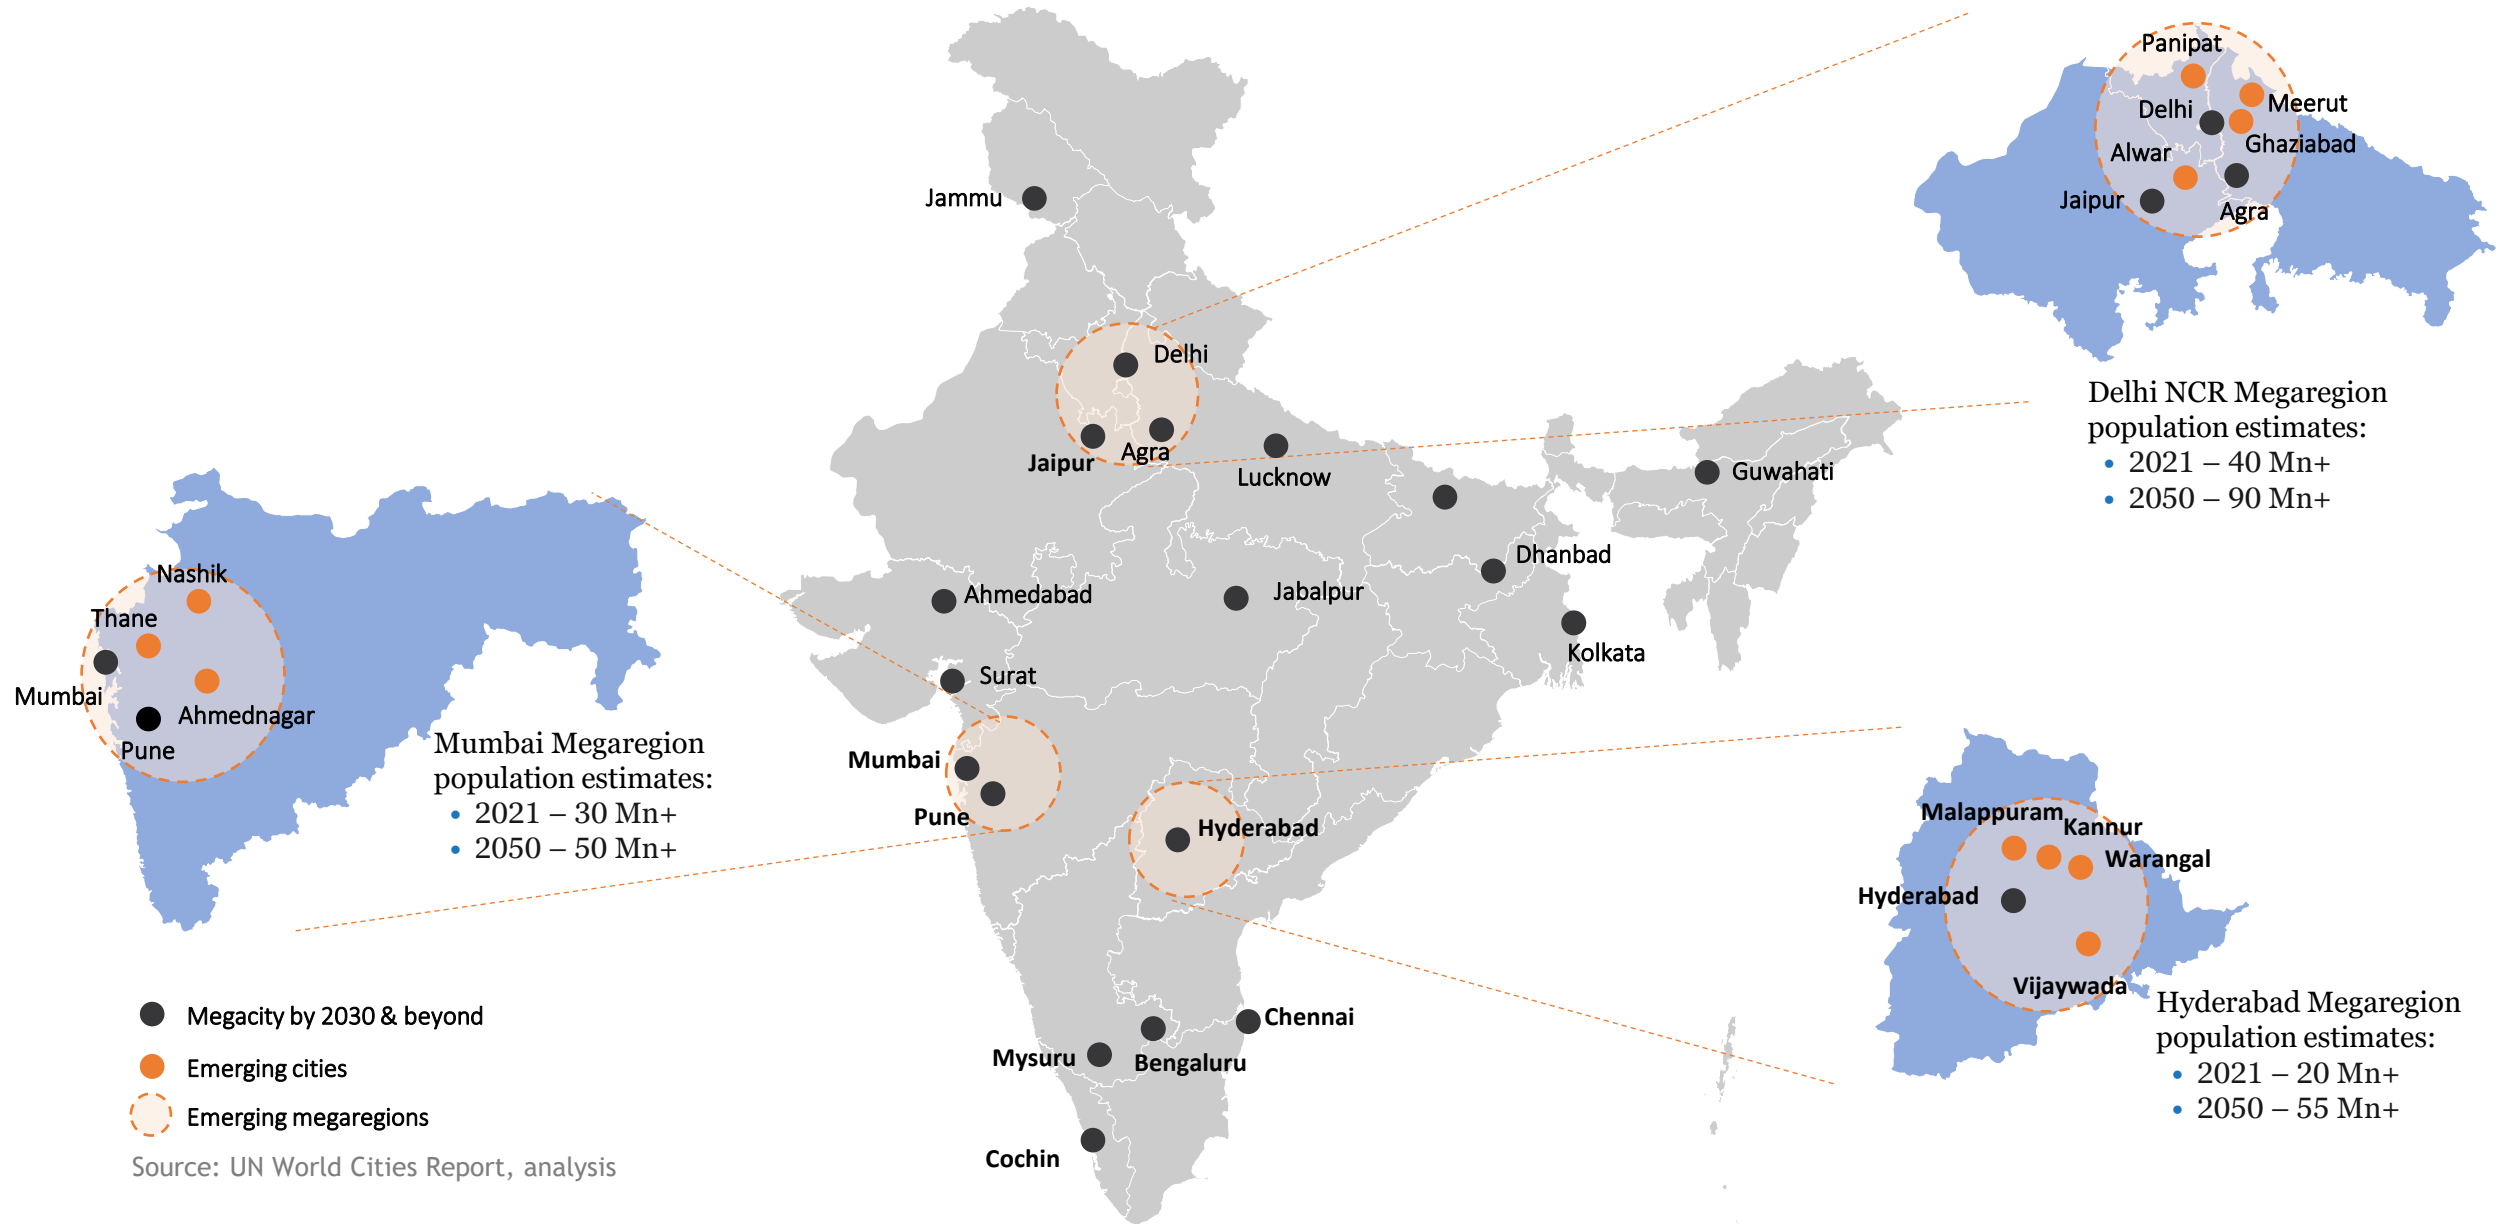 Jammu
Delhi
Jaipur
Agra
Lucknow
Guwahati
Dhanbad
Ahmedabad
Jabalpur
Kolkata
Surat
Mumbai
Pune
Hyderabad
Chennai
Mysuru
Bengaluru
Cochin
Panipat
Meerut
Delhi
Ghaziabad
Alwar
Jaipur
Agra
Delhi NCR Megaregion
population estimates:
• 2021 – 40 Mn+
• 2050 – 90 Mn+
Nashik
Thane
Mumbai
Ahmednagar
Pune
Mumbai Megaregion
population estimates:
• 2021 – 30 Mn+
• 2050 – 50 Mn+
Malappuram
Kannur
Warangal
Hyderabad
Vijaywada
Hyderabad Megaregion
population estimates:
• 2021 – 20 Mn+
• 2050 – 55 Mn+
Megacity by 2030 & beyond
Emerging cities
Emerging megaregions
Source: UN World Cities Report, analysis